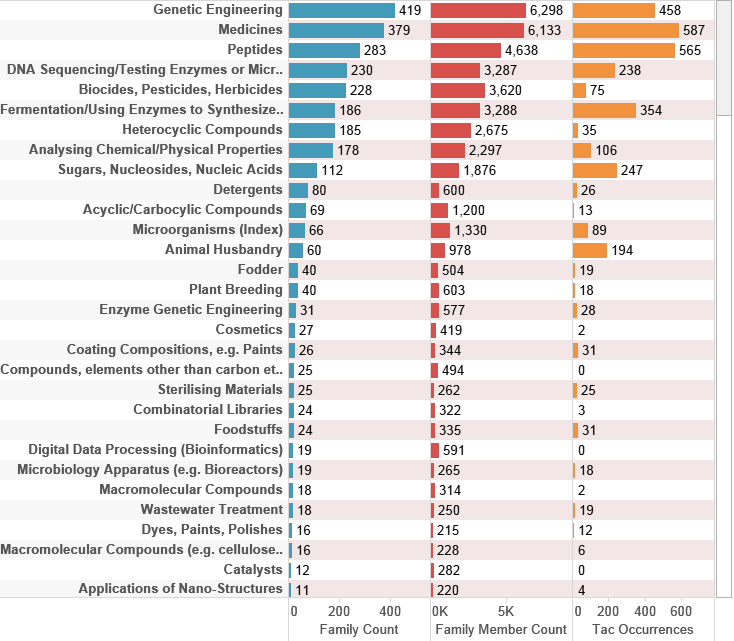 Genetic Engineering 419 6,298 458
Medicines 379 6,133 587
Peptides 283 4,638 565
DNA Sequencing/Testing Enzymes or Micr.. 230 3,287 238
Biocides, Pesticides, Herbicides 228 3,620 75
Fermentation/Using Enzymes to Synthesize.. 186 3,288 354
Heterocyclic Compounds 185 2,675 35
Analysing Chemical/Physical Properties 178 2,297 106
Sugars, Nucleosides, Nucleic Acids 112 1,876 247
Detergents 80 600 26
Acyclic/Carbocylic Compounds 69 1,200 13
Microorganisms (Index) 66 1,330 89
Animal Husbandry 60 978 194
Fodder 40 504 19
Plant Breeding 40 603 18
Enzyme Genetic Engineering 31 577 28
Cosmetics 27 419 2
Coating Compositions, e.g. Paints 26 344 31
Compounds, elements other than carbon et.. 25 494 0
Sterilising Materials 25 262 25
Combinatorial Libraries 24 322 3
Foodstuffs 24 335 31
Digital Data Processing (Bioinformatics) 19 591 0
Microbiology Apparatus (e.g. Bioreactors) 19 265 18
Macromolecular Compounds 18 314 2
Wastewater Treatment 18 250 19
Dyes, Paints, Polishes 16 215 12
Macromolecular Compounds (e.g. cellulose.. 16 228 6
Catalysts 12 282 0
Applications of Nano-Structures 11 220 4
0 200 400 0K 5K 0 200 400 600
Family Count Family Member Count Tac Occurrences